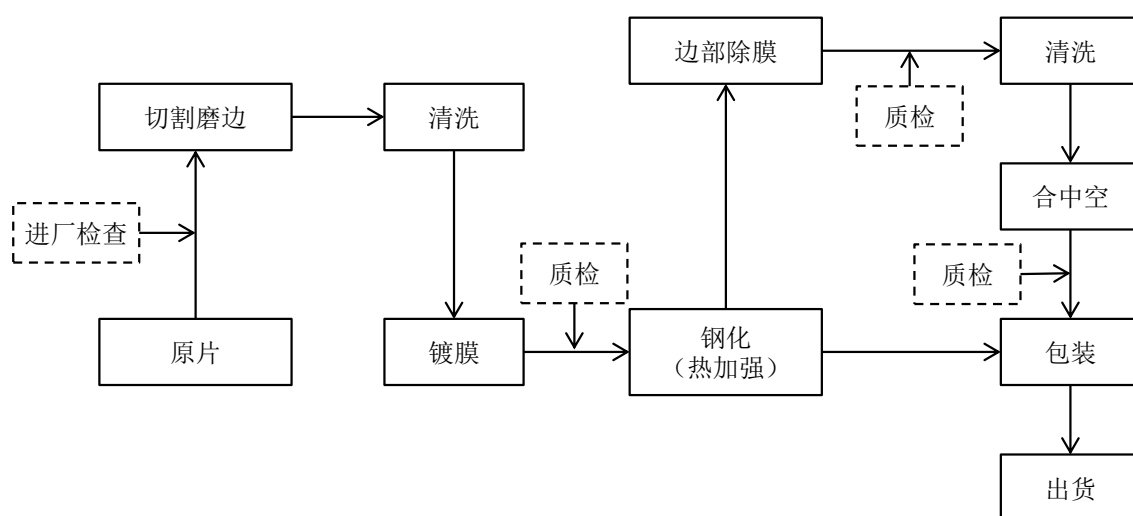 边部除膜
清洗
切割磨边
清洗
质检
合中空
进厂检查
质检
质检
原片
镀膜
钢化
（热加强）
包装
出货